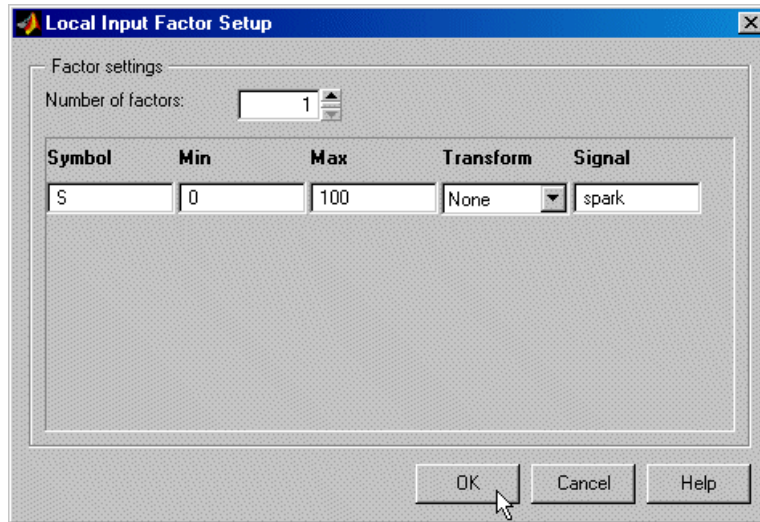 Local Input Factor Setup
Factor settings
Number of factors: 1
Symbol Min Max Transform Signal
S 0 100 None spark
OK Cancel Help